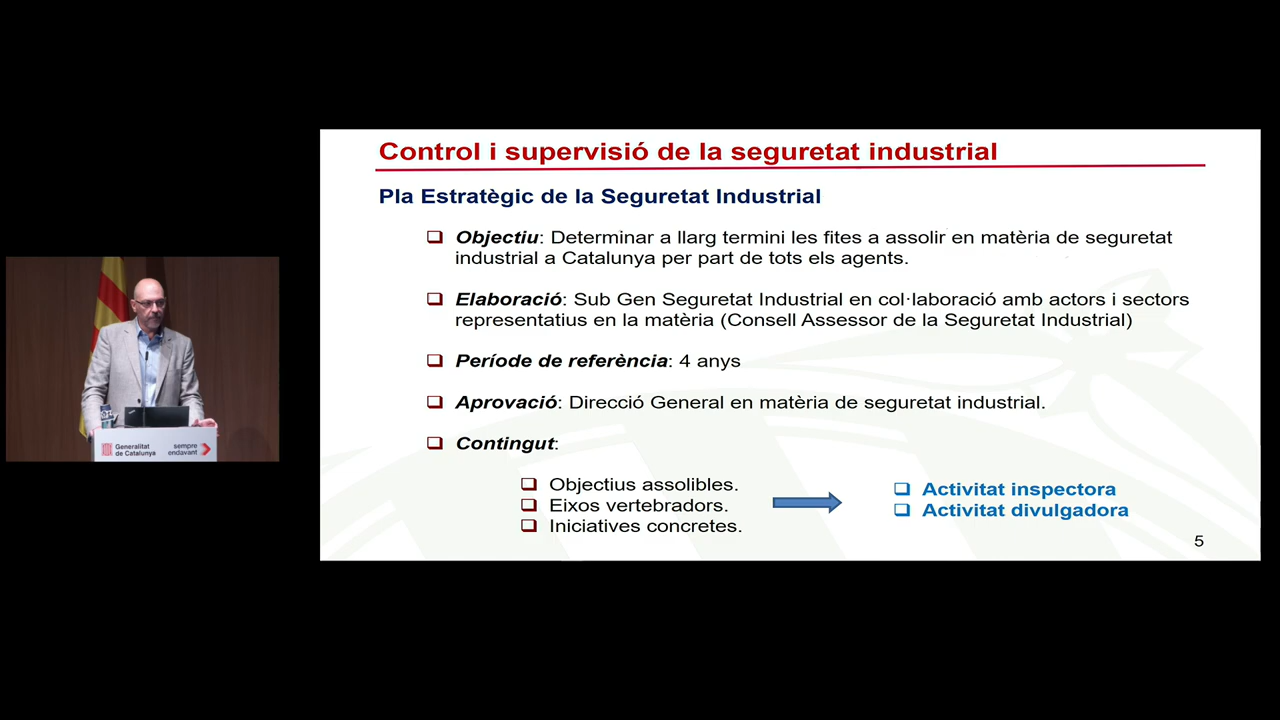 Control i supervisió de la seguretat industrial
Pla Estratègic de la Seguretat Industrial
Objectiu: Determinar a llarg termini les fites a assolir en matèria de seguretat
industrial a Catalunya per part de tots els agents.
Elaboració: Sub Gen Seguretat Industrial en col·laboració amb actors i sectors
representatius en la matèria (Consell Assessor de la Seguretat Industrial)
Període de referència: 4 anys
Aprovació: Direcció General en matèria de seguretat industrial.
Contingut:
Objectius assolibles.
Eixos vertebradors.
Iniciatives concretes.
Activitat inspectora
Activitat divulgadora
5
Generalitat
de Catalunya
sempre
endavant